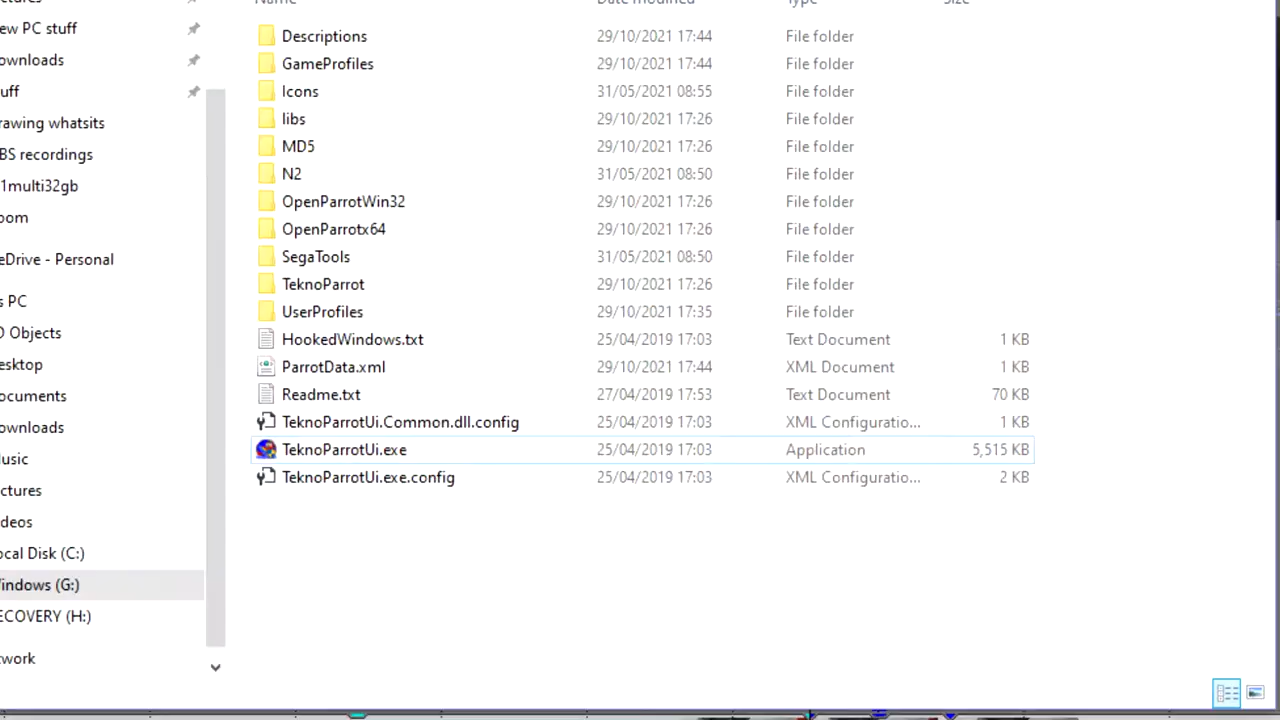 Name Date modified Type Size
ew PC stuff
ownloads
uff
rawing whatsits
BS recordings
1multi32gb
oom
eDrive - Personal
s PC
D Objects
esktop
ocuments
ownloads
usic
ctures
deos
ocal Disk (C:)
indows (G:)
ECOVERY (H:)
twork
Descriptions 29/10/2021 17:44 File folder
GameProfiles 29/10/2021 17:44 File folder
Icons 31/05/2021 08:55 File folder
libs 29/10/2021 17:26 File folder
MD5 29/10/2021 17:26 File folder
N2 31/05/2021 08:50 File folder
OpenParrotWin32 29/10/2021 17:26 File folder
OpenParrotx64 29/10/2021 17:26 File folder
SegaTools 31/05/2021 08:50 File folder
TeknoParrot 29/10/2021 17:26 File folder
UserProfiles 29/10/2021 17:35 File folder
HookedWindows.txt 25/04/2019 17:03 Text Document 1 KB
ParrotData.xml 29/10/2021 17:44 XML Document 1 KB
Readme.txt 27/04/2019 17:53 Text Document 70 KB
TeknoParrotUi.Common.dll.config 25/04/2019 17:03 XML Configuratio... 1 KB
TeknoParrotUi.exe 25/04/2019 17:03 Application 5,515 KB
TeknoParrotUi.exe.config 25/04/2019 17:03 XML Configuratio... 2 KB